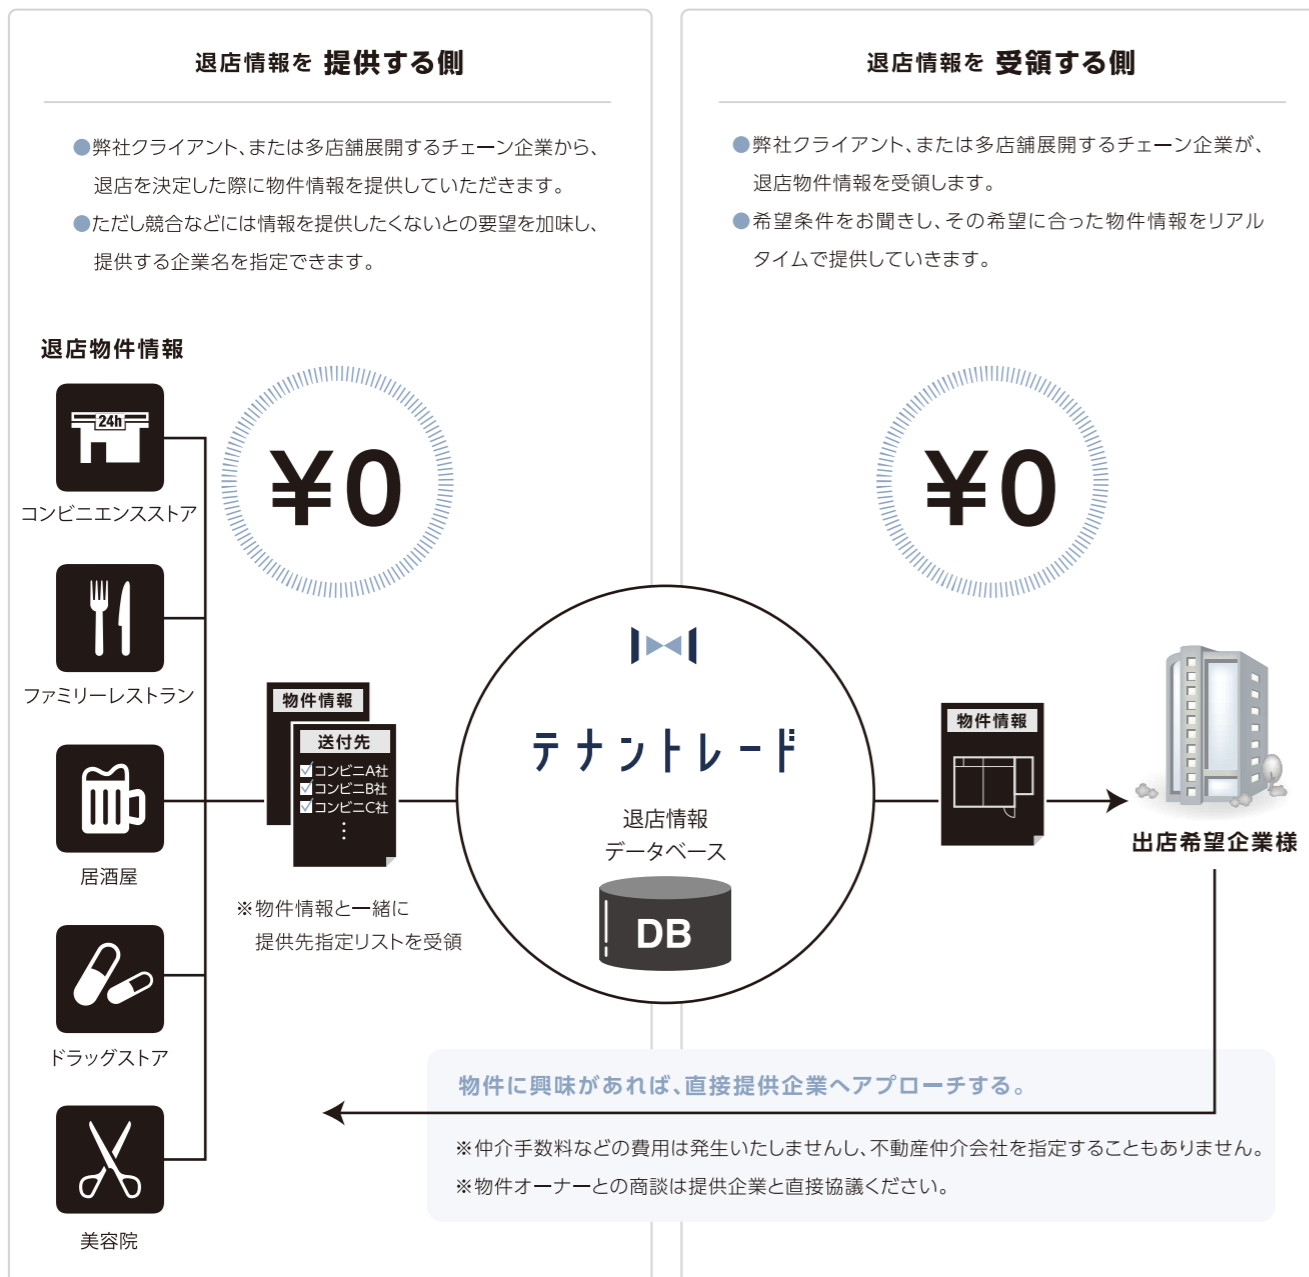 退店情報を 提供する側
●弊社クライアント、または多店舗展開するチェーン企業から、
退店を決定した際に物件情報を提供していただきます。
●ただし競合などには情報を提供したくないとの要望を加味し、
提供する企業名を指定できます。
退店情報を 受領する側
●弊社クライアント、または多店舗展開するチェーン企業が、
退店物件情報を受領します。
●希望条件をお聞きし、その希望に合った物件情報をリアル
タイムで提供していきます。
退店物件情報
24h
コンビニエンスストア
ファミリーレストラン
居酒屋
ドラッグストア
美容院
¥0
¥0
物件情報
送付先
コンビニA社
コンビニB社
コンビニC社
⋮
※物件情報と一緒に
提供先指定リストを受領
テナントレード
退店情報
データベース
DB
物件情報
出店希望企業様
物件に興味があれば、直接提供企業へアプローチする。
※仲介手数料などの費用は発生いたしませんし、不動産仲介会社を指定することもありません。
※物件オーナーとの商談は提供企業と直接協議ください。